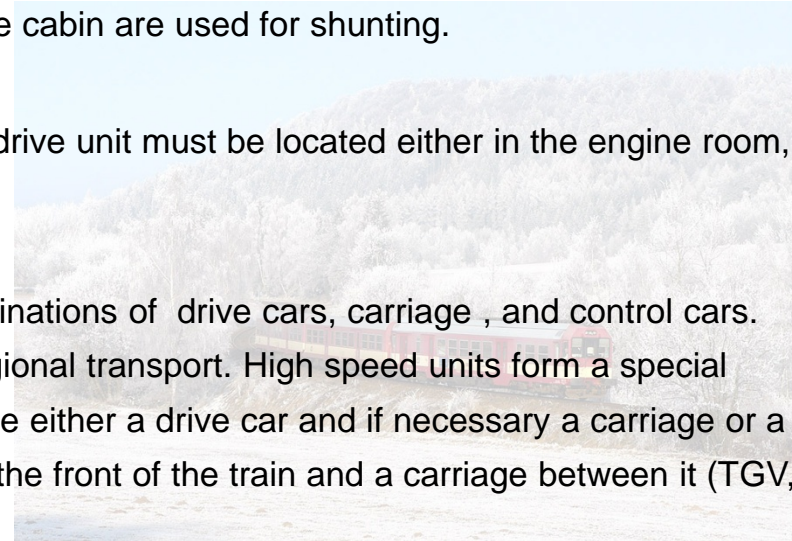 e cabin are used for shunting.
drive unit must be located either in the engine room,
inations of drive cars, carriage , and control cars.
gional transport. High speed units form a special
e either a drive car and if necessary a carriage or a
the front of the train and a carriage between it (TGV,